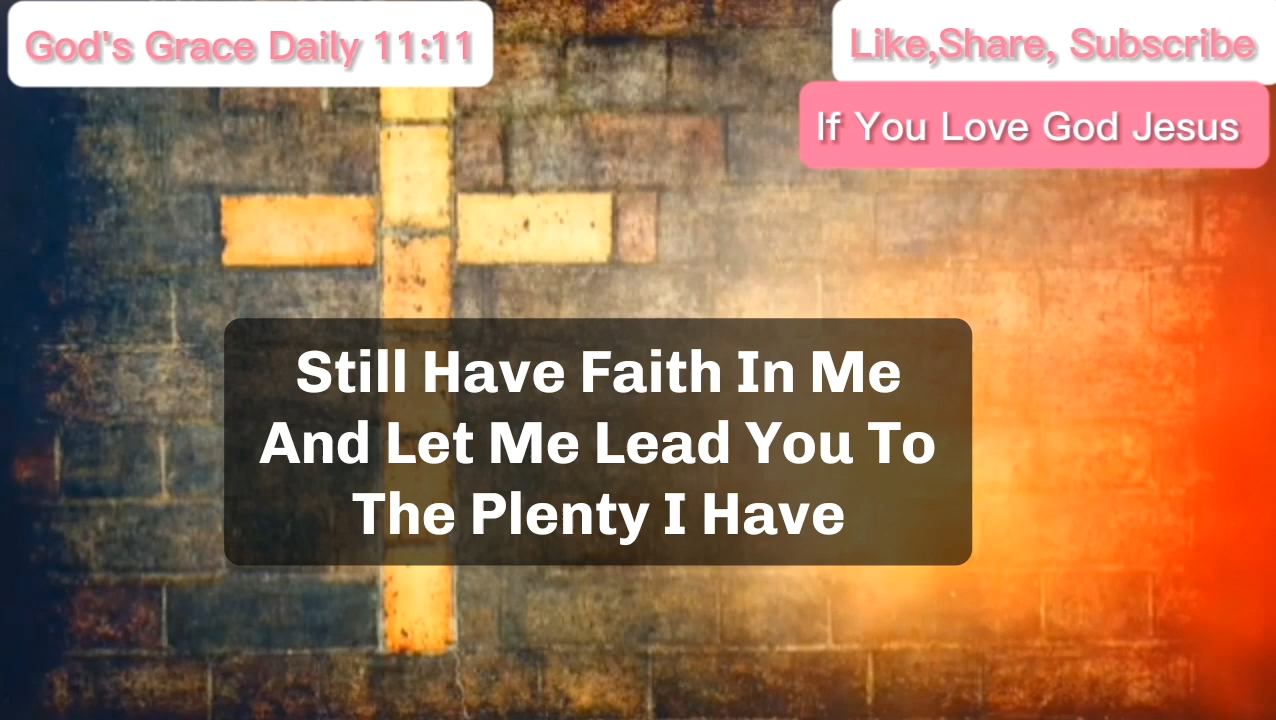 God's Grace Daily 11:11
Like,Share, Subscribe
If You Love God Jesus
Still Have Faith In Me
And Let Me Lead You To
The Plenty I Have